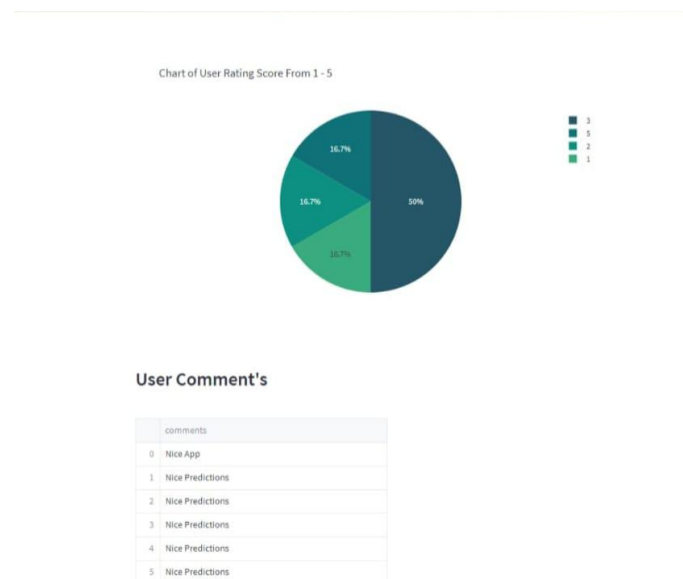 Chart of User Rating Score From 1 - 5
3
5
2
1
16.7%
16.7%
50%
16.7%
User Comment's
comments
0 Nice App
1 Nice Predictions
2 Nice Predictions
3 Nice Predictions
4 Nice Predictions
5 Nice Predictions